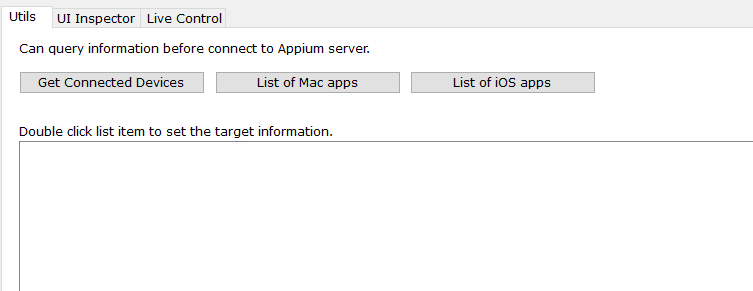 Utils UI Inspector Live Control
Can query information before connect to Appium server.
Get Connected Devices List of Mac apps List of iOS apps
Double click list item to set the target information.